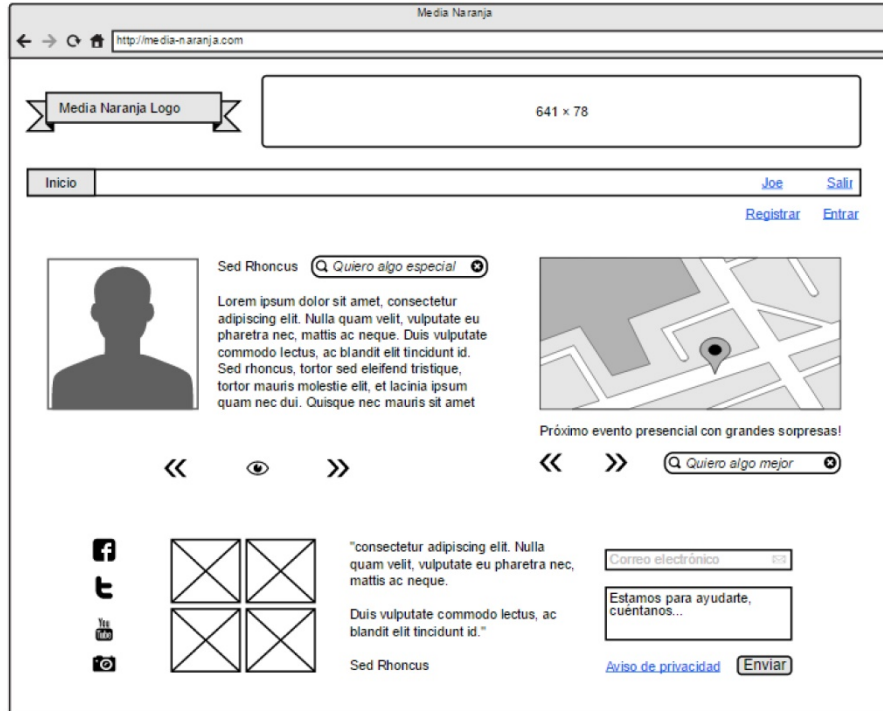 Media Naranja
http://media-naranja.com
Media Naranja Logo
641 × 78
Inicio
Joe
Salir
Registrar
Entrar
Sed Rhoncus
Quiero algo especial
Lorem ipsum dolor sit amet, consectetur
adipiscing elit. Nulla quam velit, vulputate eu
pharetra nec, mattis ac neque. Duis vulputate
commodo lectus, ac blandit elit tincidunt id.
Sed rhoncus, tortor sed eleifend tristique,
tortor mauris molestie elit, et lacinia ipsum
quam nec dui. Quisque nec mauris sit amet
Próximo evento presencial con grandes sorpresas!
Quiero algo mejor
You
Tube
"consectetur adipiscing elit. Nulla
quam velit, vulputate eu pharetra nec,
mattis ac neque.
Duis vulputate commodo lectus, ac
blandit elit tincidunt id."
Sed Rhoncus
Correo electrónico
Estamos para ayudarte,
cuéntanos...
Aviso de privacidad
Enviar